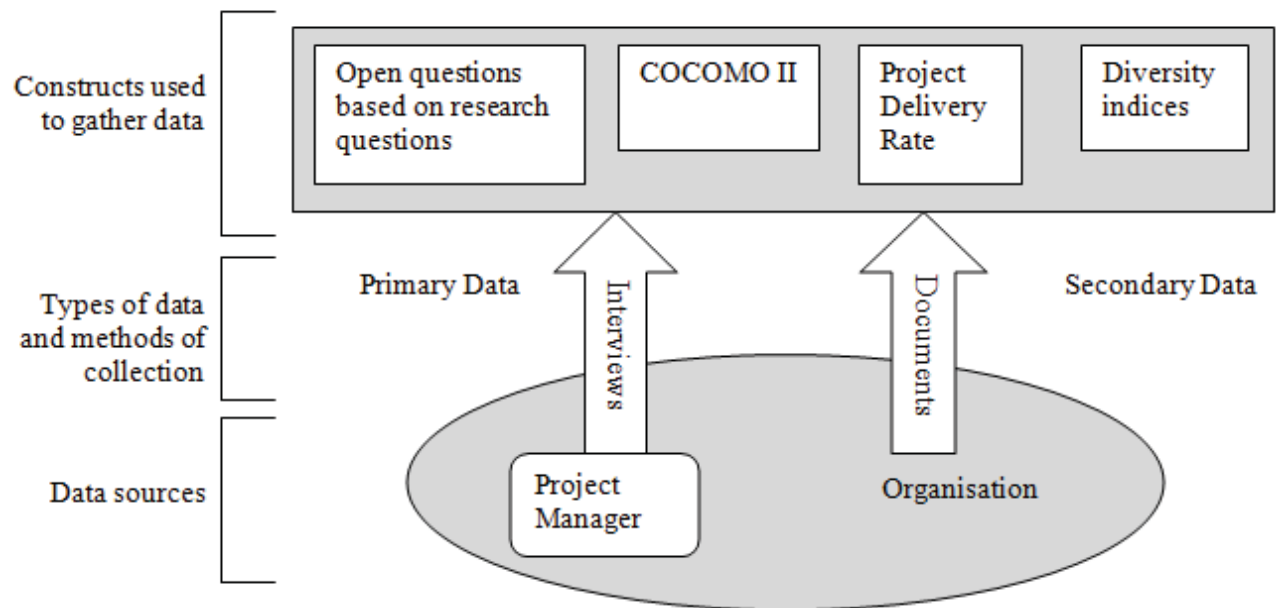 Constructs used
to gather data
Open questions
based on research
questions
COCOMO II
Project
Delivery
Rate
Diversity
indices
Types of data
and methods of
collection
Primary Data
Interviews
Documents
Secondary Data
Data sources
Project
Manager
Organisation